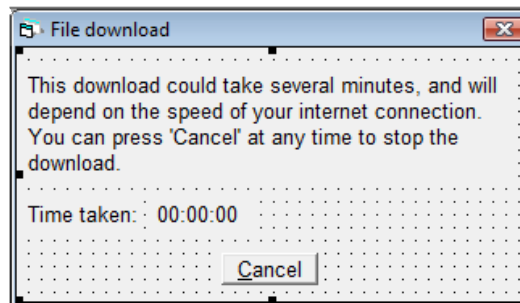 File download
This download could take several minutes, and will
depend on the speed of your internet connection.
You can press 'Cancel' at any time to stop the
download.
Time taken: 00:00:00
Cancel